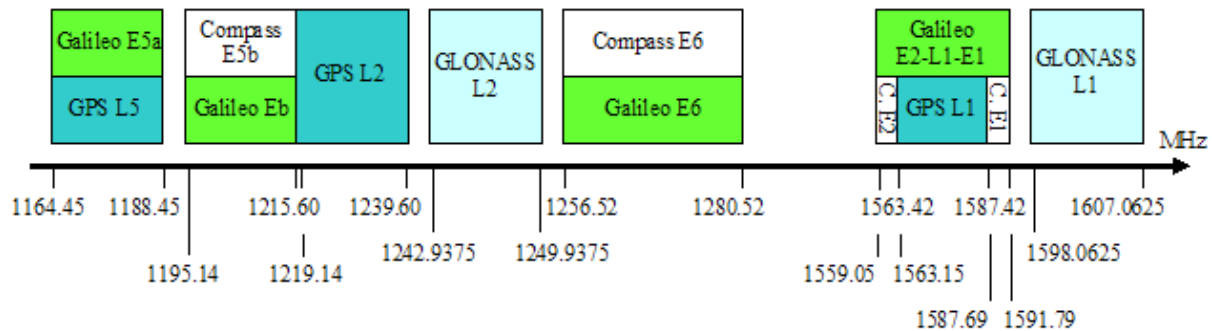 Galileo E5a
GPS L5
Compass
E5b
Galileo Eb
GPS L2
GLONASS
L2
Compass E6
Galileo E6
Galileo
E2-L1-E1
C. E2
GPS L1
C. E1
GLONASS
L1
MHz
1164.45 1188.45 1215.60 1239.60 1256.52 1280.52 1563.42 1587.42 1607.0625
1195.14 1219.14 1242.9375 1249.9375 1559.05 1563.15 1598.0625
1587.69 1591.79